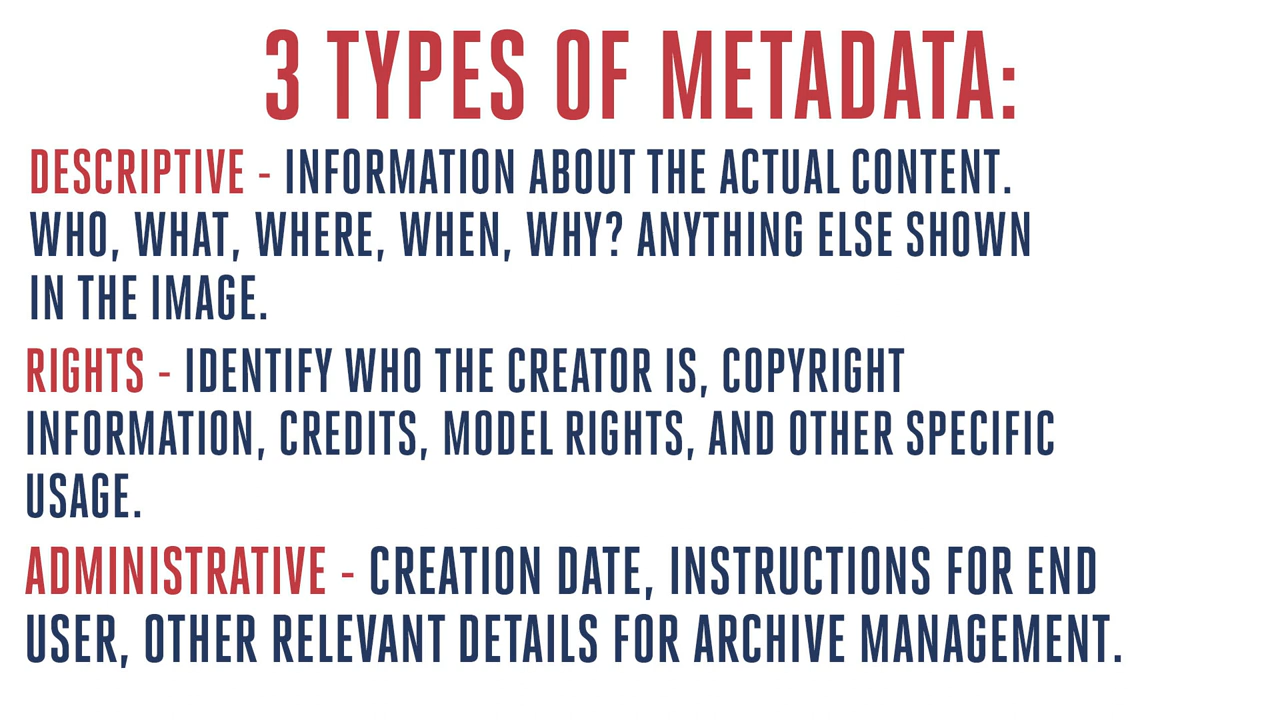 3 TYPES OF METADATA:
DESCRIPTIVE - INFORMATION ABOUT THE ACTUAL CONTENT.
WHO, WHAT, WHERE, WHEN, WHY? ANYTHING ELSE SHOWN
IN THE IMAGE.
RIGHTS - IDENTIFY WHO THE CREATOR IS, COPYRIGHT
INFORMATION, CREDITS, MODEL RIGHTS, AND OTHER SPECIFIC
USAGE.
ADMINISTRATIVE - CREATION DATE, INSTRUCTIONS FOR END
USER, OTHER RELEVANT DETAILS FOR ARCHIVE MANAGEMENT.